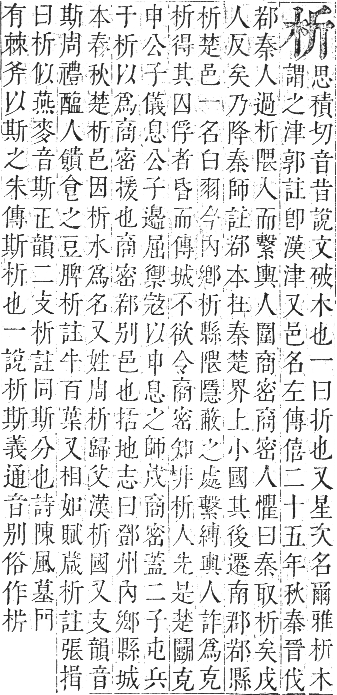 析思積切音昔說文破木也一曰折也又星次名爾雅析木
謂之津郭註卽漢津又邑名左傳僖二十五年秋秦晉伐
鄀秦人過析隈入而繫輿人圍商密商密人懼曰秦取析矣戍
人反矣乃降秦師註鄀本在秦楚界上小國其後遷南郡鄀縣
析楚邑一名白羽今內鄉析縣隈隱蔽之處繫縛輿人詐爲克
析得其囚俘者昏而傳城不欲令商密知非析人先是楚鬭克
申公子儀息公子邊屈禦寇以申息之師戍商密蓋二子屯兵
于析以爲商密援也商密鄀別邑也括地志曰鄧州內鄉縣城
本春秋楚析邑因析水爲名又姓周析歸父漢析國又支韻音
斯周禮醢人饋食之豆脾析註牛百葉又相如賦葴析註張揖
曰析似燕麥音斯正韻二支析註同斯分也詩陳風墓門
有棘斧以斯之朱傳斯析也一說析斯義通音別俗作㭊